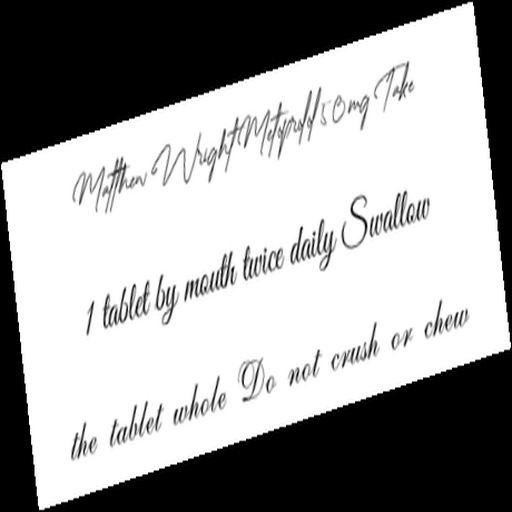 Matthew Wright Metoprolol 50mg Take
1 tablet by mouth twice daily Swallow
the tablet whole Do not crush or chew